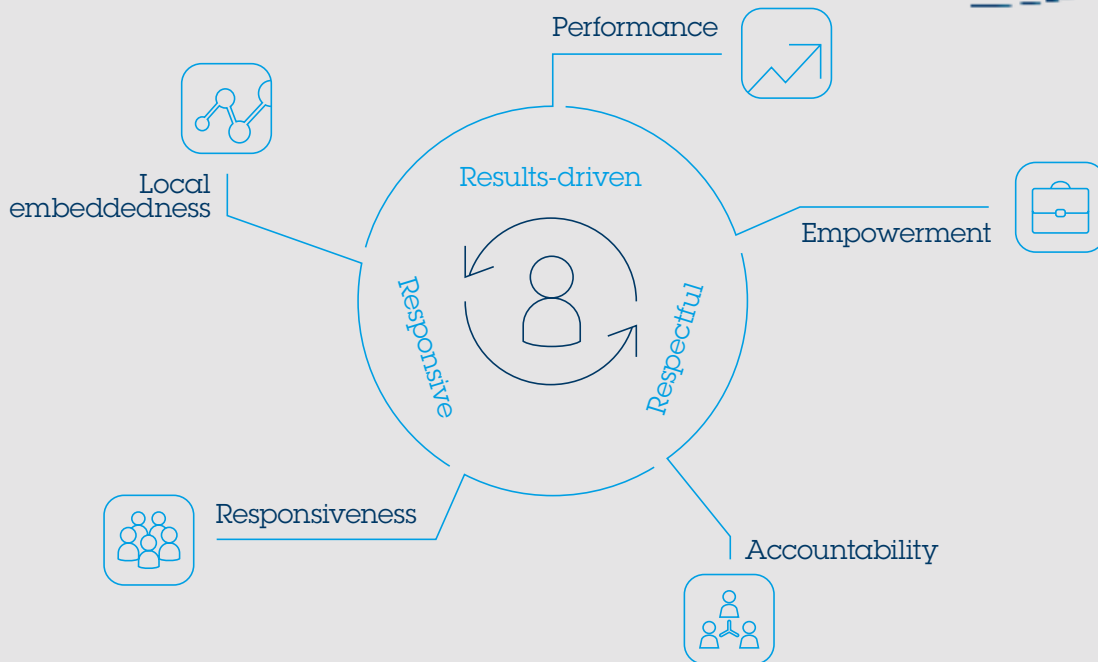 Performance
Results-driven
Local
embeddedness
Empowerment
Responsive
Respectful
Responsiveness
Accountability